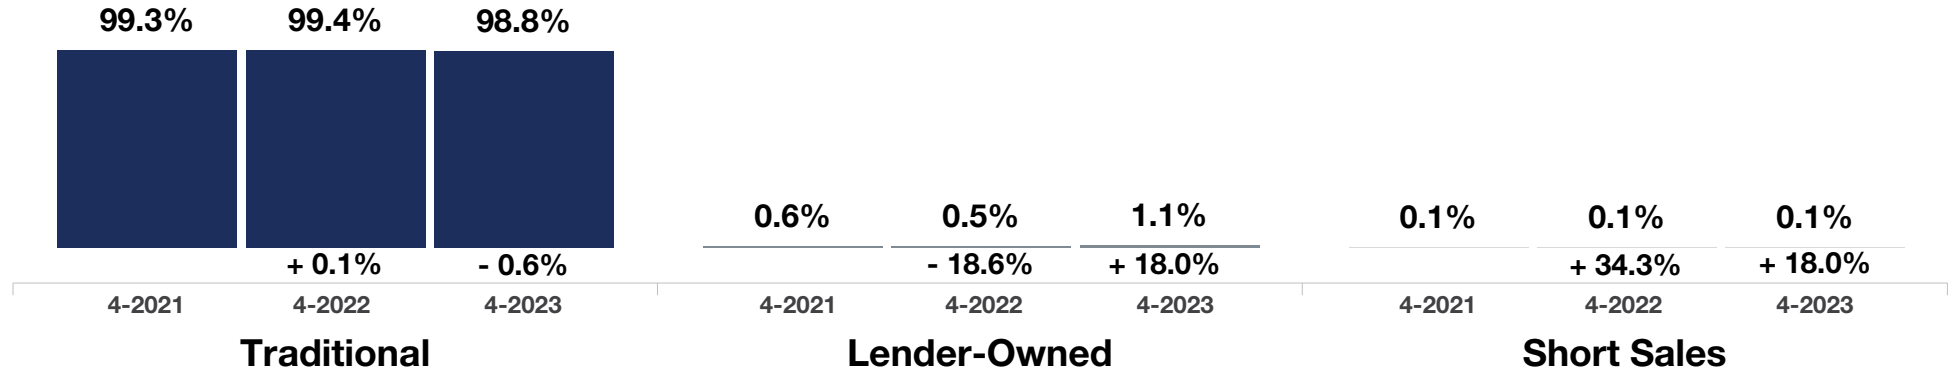 99.3% 99.4% 98.8%
0.6% 0.5% 1.1%
0.1% 0.1% 0.1%
+ 0.1% - 0.6% - 18.6% + 18.0% + 34.3% + 18.0%
4-2021 4-2022 4-2023 4-2021 4-2022 4-2023 4-2021 4-2022 4-2023
Traditional Lender-Owned Short Sales